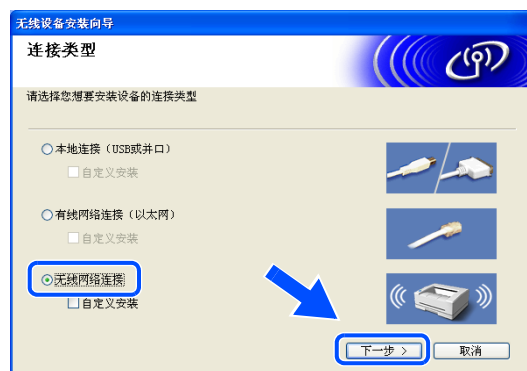 无线设备安装向导
连接类型
请选择您想要安装设备的连接类型
本地连接（USB或并口）
自定义安装
有线网络连接（以太网）
自定义安装
无线网络连接
自定义安装
下一步 >
取消